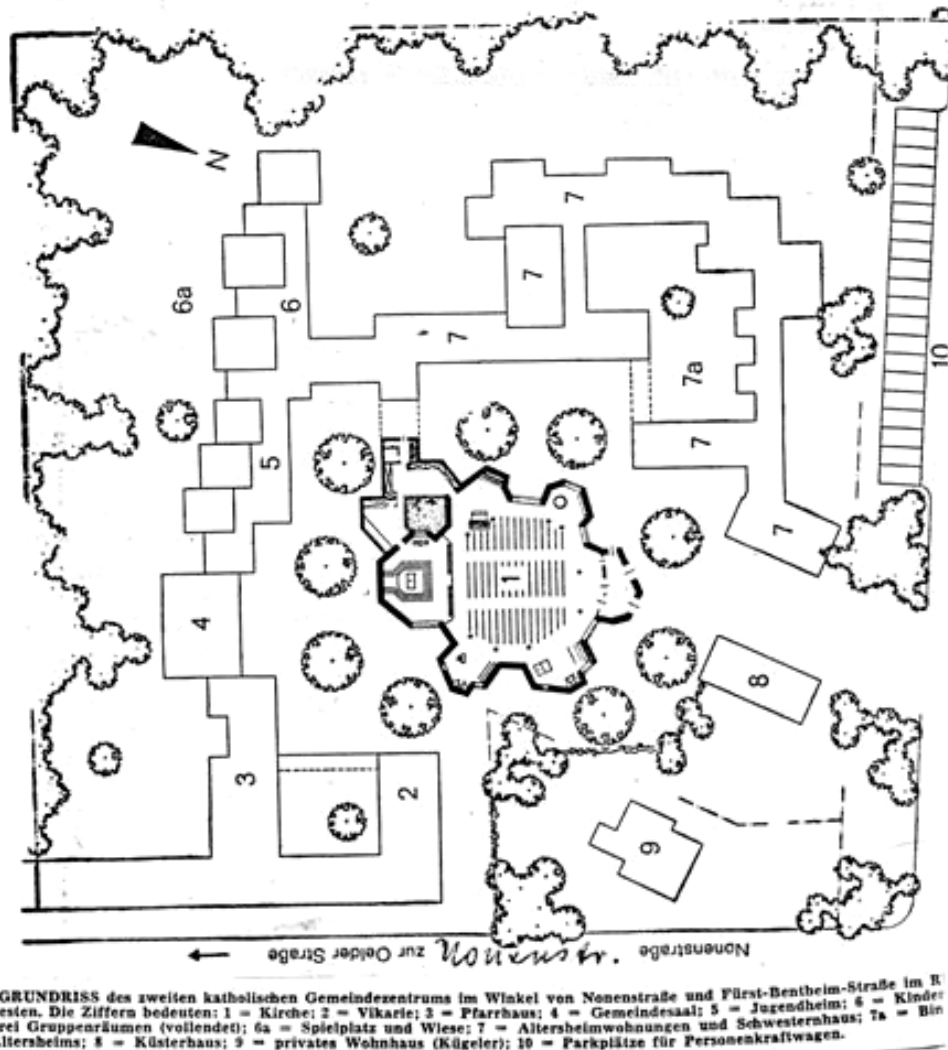 N
6a
6
7
7
7
7a
10
5
7
7
1
4
8
3
2
9
zur Oelder Straße
Nonenstr.
Nonenstraße
GRUNDRISS des zweiten katholischen Gemeindezentrums im Winkel von Nonenstraße und Fürst-Bentheim-Straße im R
esten. Die Ziffern bedeuten: 1 = Kirche; 2 = Vikarie; 3 = Pfarrhaus; 4 = Gemeindesaal; 5 = Jugendheim; 6 = Kinder
rei Gruppenräumen (vollendet); 6a = Spielplatz und Wiese; 7 = Altersheimwohnungen und Schwesternhaus; 7a = Bin
ltersheims; 8 = Küsterhaus; 9 = privates Wohnhaus (Kügeler); 10 = Parkplätze für Personenkraftwagen.